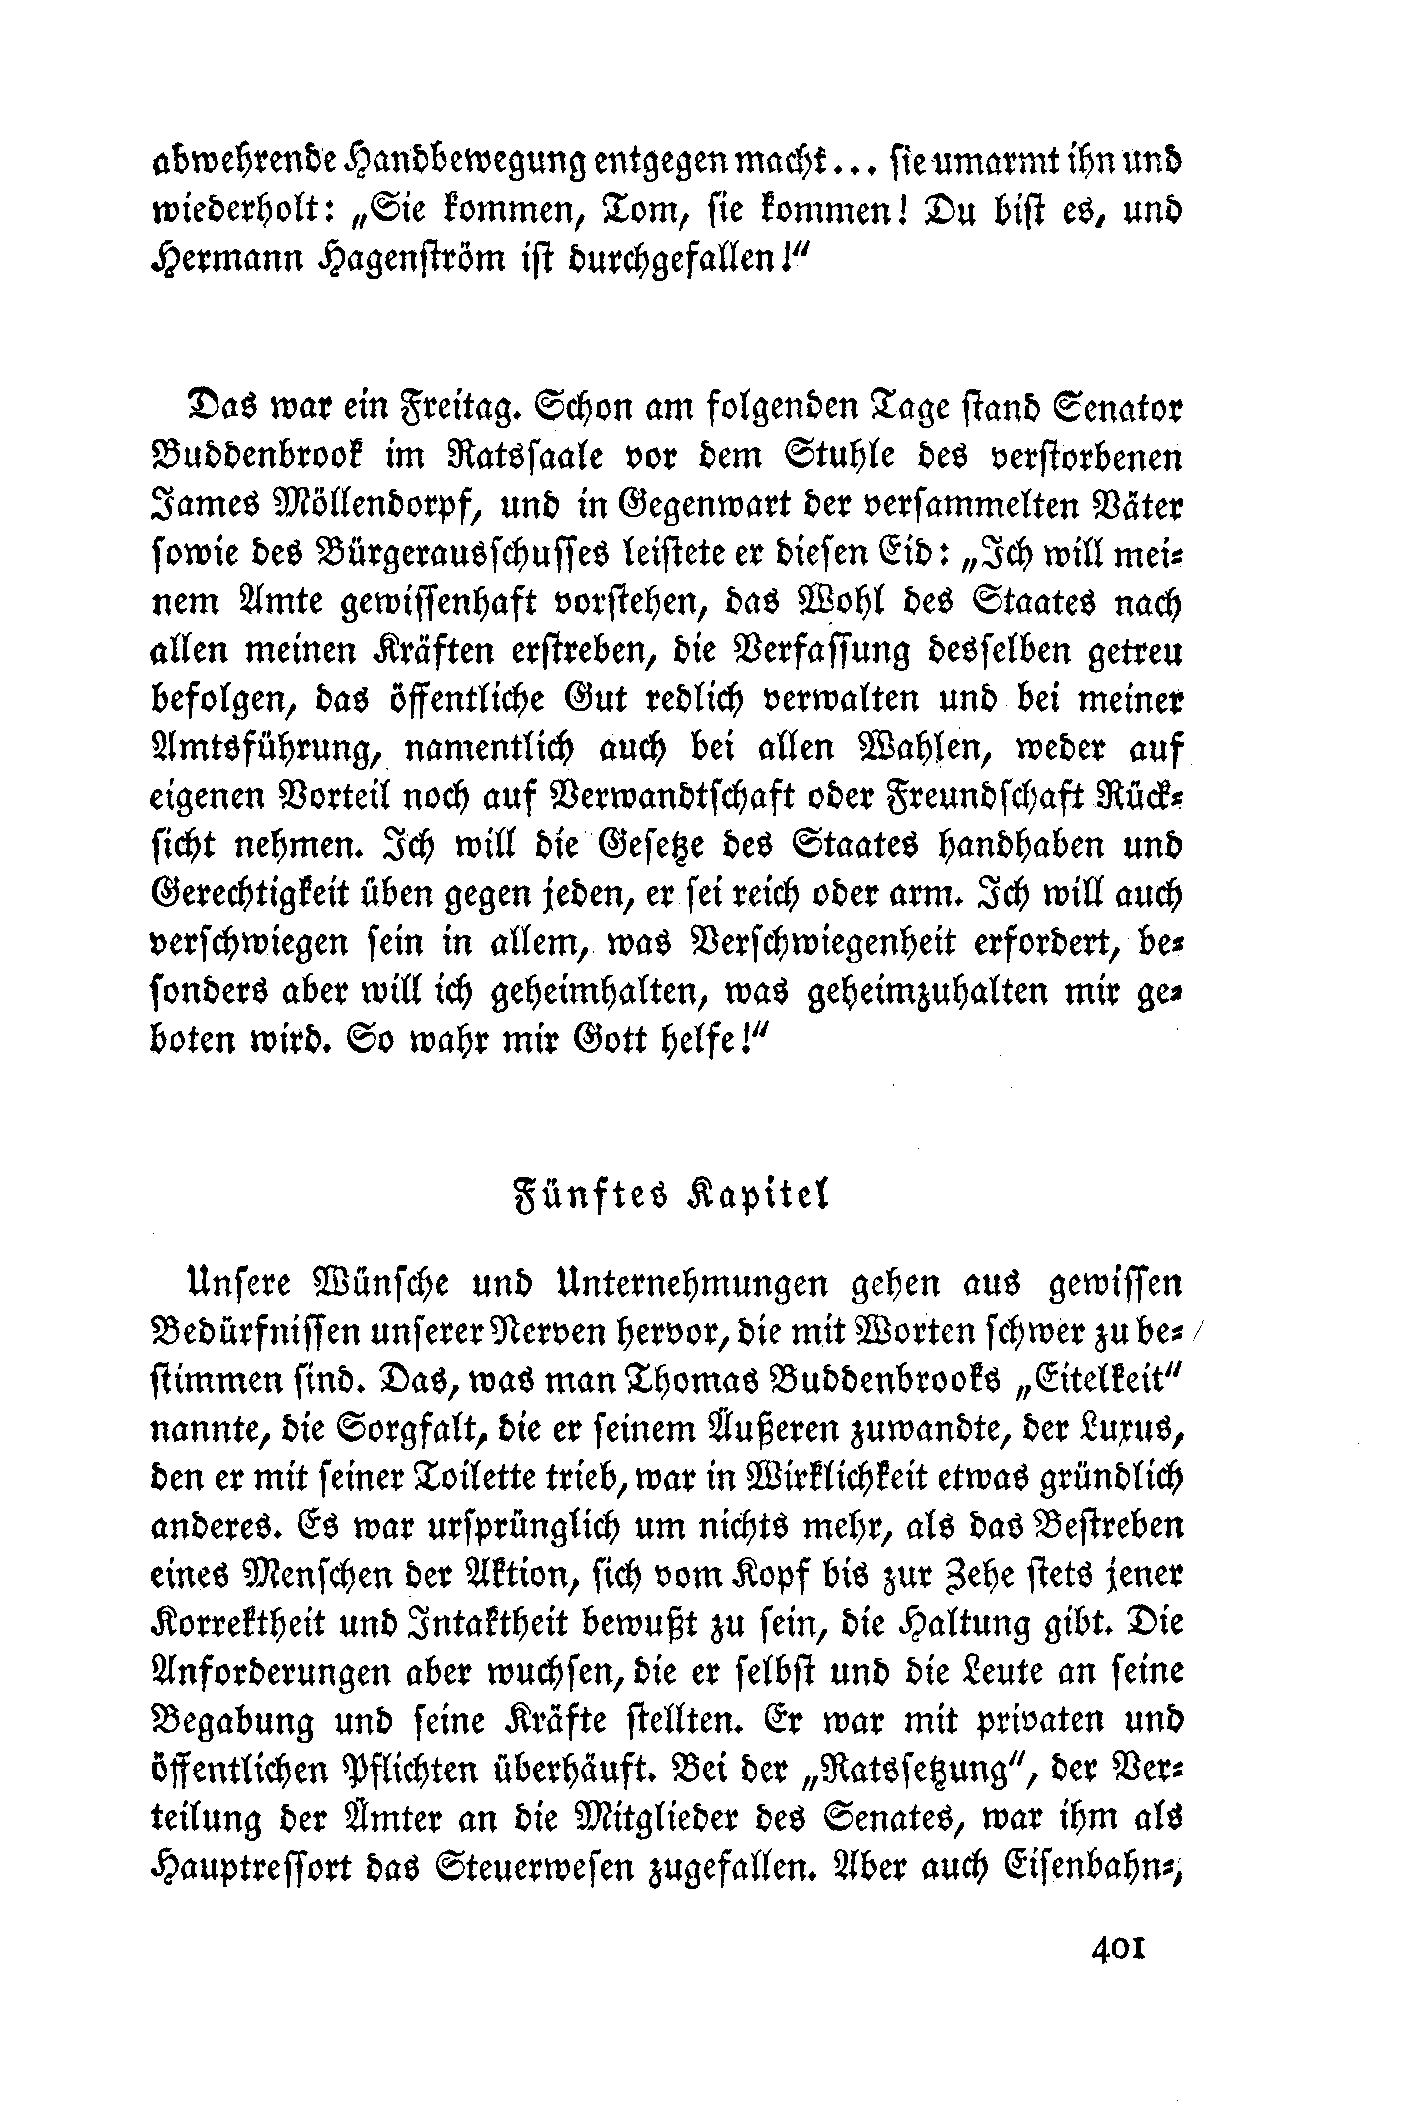 abwehrende Handbewegung entgegen macht... sie umarmt ihn und
wiederholt: „Sie kommen, Tom, sie kommen! Du bist es, und
Hermann Hagenström ist durchgefallen!“
Das war ein Freitag. Schon am folgenden Tage stand Senator
Buddenbrook im Ratssaale vor dem Stuhle des verstorbenen
James Möllendorpf, und in Gegenwart der versammelten Väter
sowie des Bürgerausschusses leistete er diesen Eid: „Ich will mei-
nem Amte gewissenhaft vorstehen, das Wohl des Staates nach
allen meinen Kräften erstreben, die Verfassung desselben getreu
befolgen, das öffentliche Gut redlich verwalten und bei meiner
Amtsführung, namentlich auch bei allen Wahlen, weder auf
eigenen Vorteil noch auf Verwandtschaft oder Freundschaft Rück-
sicht nehmen. Ich will die Gesetze des Staates handhaben und
Gerechtigkeit üben gegen jeden, er sei reich oder arm. Ich will auch
verschwiegen sein in allem, was Verschwiegenheit erfordert, be-
sonders aber will ich geheimhalten, was geheimzuhalten mir ge-
boten wird. So wahr mir Gott helfe!“
Fünftes Kapitel
Unsere Wünsche und Unternehmungen gehen aus gewissen
Bedürfnissen unserer Nerven hervor, die mit Worten schwer zu be-
stimmen sind. Das, was man Thomas Buddenbrooks „Eitelkeit“
nannte, die Sorgfalt, die er seinem Äußeren zuwandte, der Luxus,
den er mit seiner Toilette trieb, war in Wirklichkeit etwas gründlich
anderes. Es war ursprünglich um nichts mehr, als das Bestreben
eines Menschen der Aktion, sich vom Kopf bis zur Zehe stets jener
Korrektheit und Intaktheit bewußt zu sein, die Haltung gibt. Die
Anforderungen aber wuchsen, die er selbst und die Leute an seine
Begabung und seine Kräfte stellten. Er war mit privaten und
öffentlichen Pflichten überhäuft. Bei der „Ratssetzung“, der Ver-
teilung der Ämter an die Mitglieder des Senates, war ihm als
Hauptressort das Steuerwesen zugefallen. Aber auch Eisenbahn-,
401